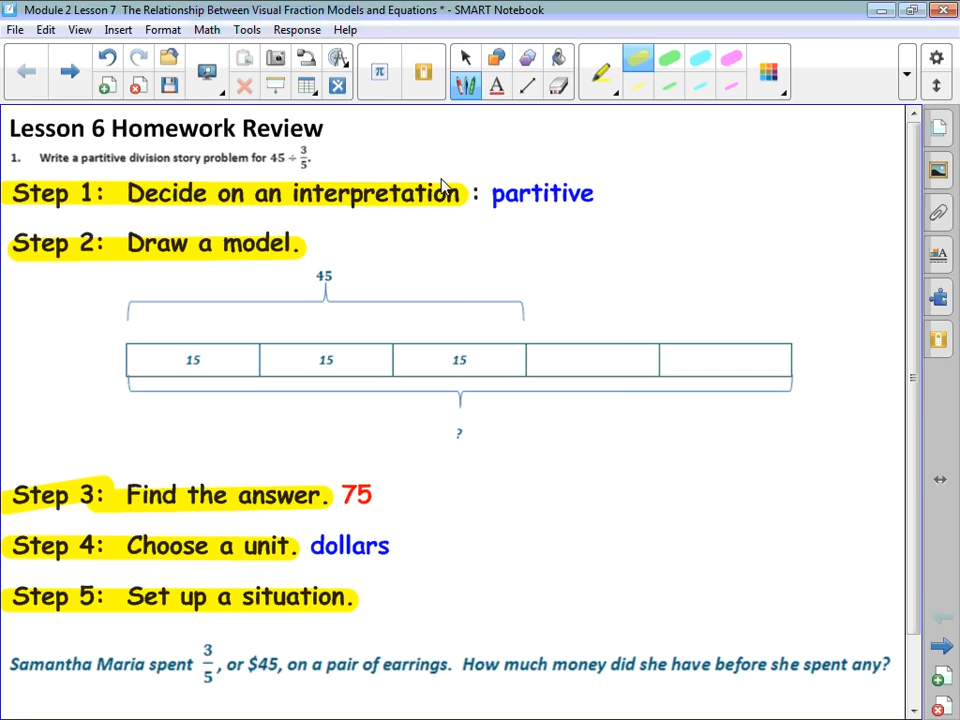 Module 2 Lesson 7 The Relationship Between Visual Fraction Models and Equations * - SMART Notebook
File Edit View Insert Format Math Tools Response Help
Lesson 6 Homework Review
1. Write a partitive division story problem for 45 ÷ 3/5.
Step 1: Decide on an interpretation : partitive
Step 2: Draw a model.
45
15 15 15
?
Step 3: Find the answer. 75
Step 4: Choose a unit. dollars
Step 5: Set up a situation.
Samantha Maria spent 3/5, or $45, on a pair of earrings. How much money did she have before she spent any?